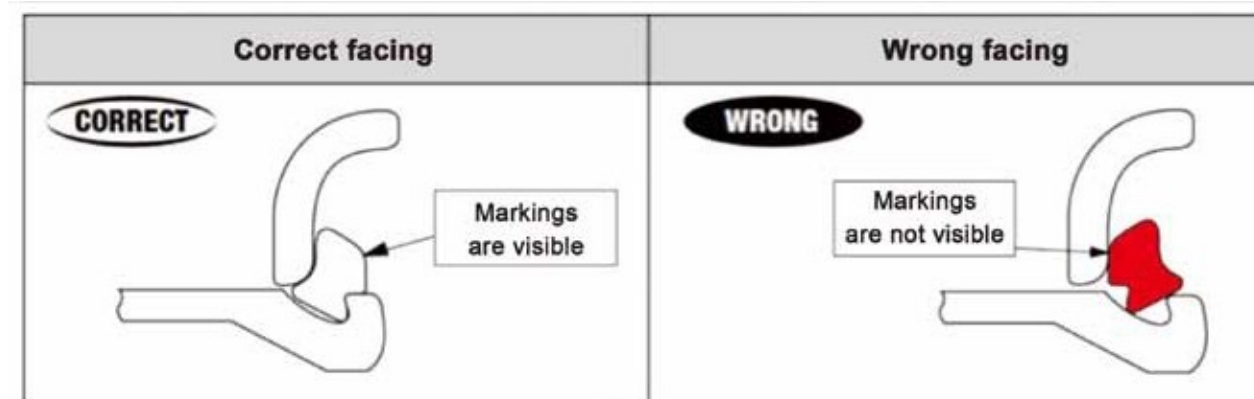 Correct facing
Wrong facing
CORRECT
Markings
are visible
WRONG
Markings
are not visible